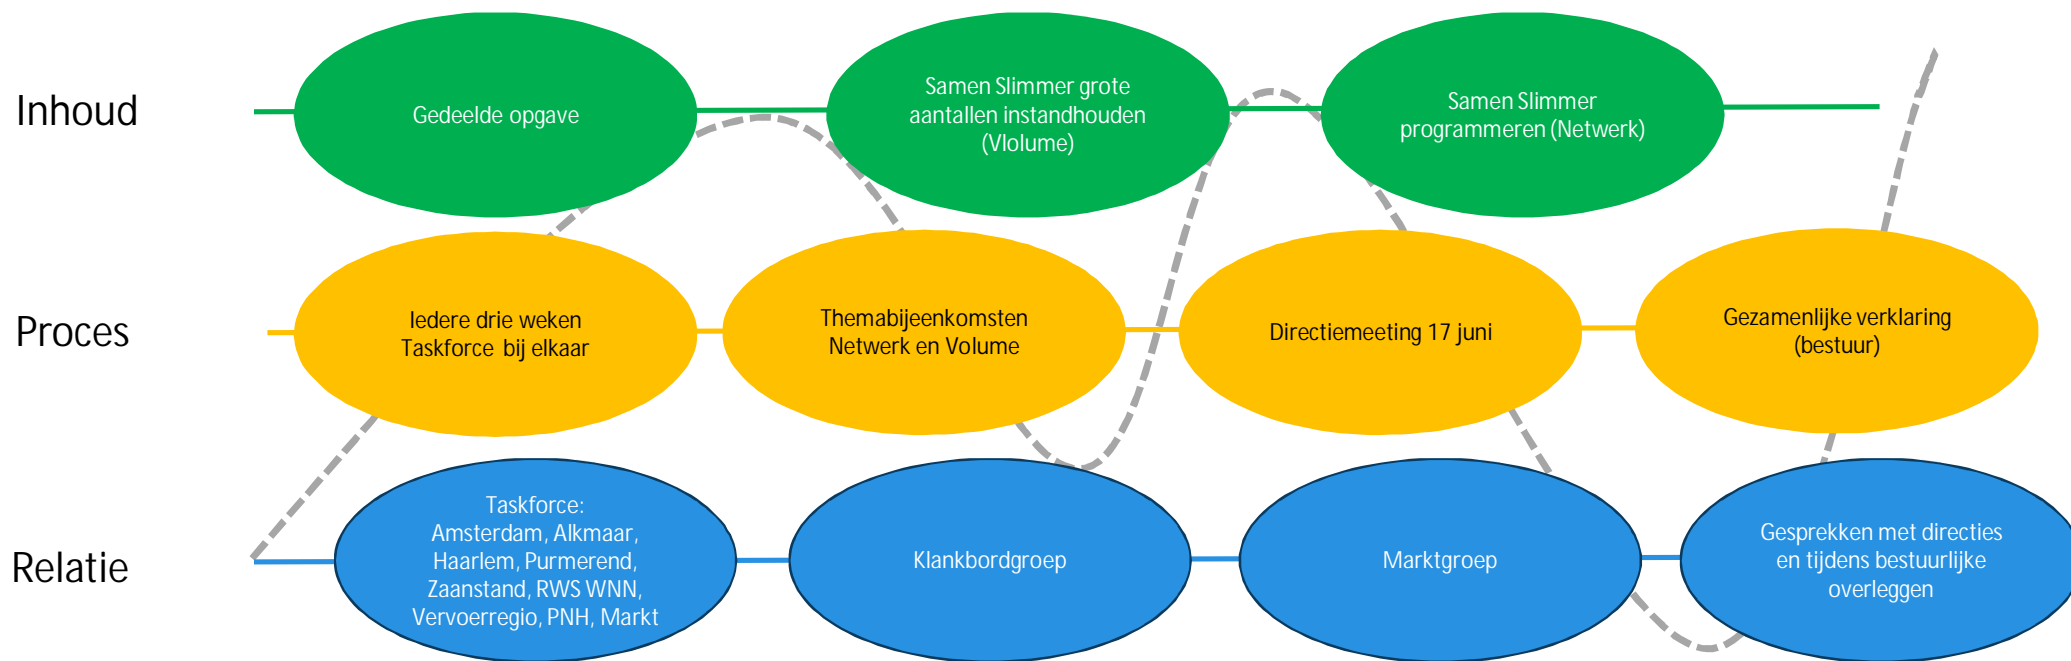 Inhoud
Gedeelde opgave
Samen Slimmer grote
aantallen instandhouden
(Vlolume)
Samen Slimmer
programmeren (Netwerk)
Proces
Iedere drie weken
Taskforce bij elkaar
Themabijeenkomsten
Netwerk en Volume
Directiemeeting 17 juni
Gezamenlijke verklaring
(bestuur)
Relatie
Taskforce:
Amsterdam, Alkmaar,
Haarlem, Purmerend,
Zaanstand, RWS WNN,
Vervoerregio, PNH, Markt
Klankbordgroep
Marktgroep
Gesprekken met directies
en tijdens bestuurlijke
overleggen